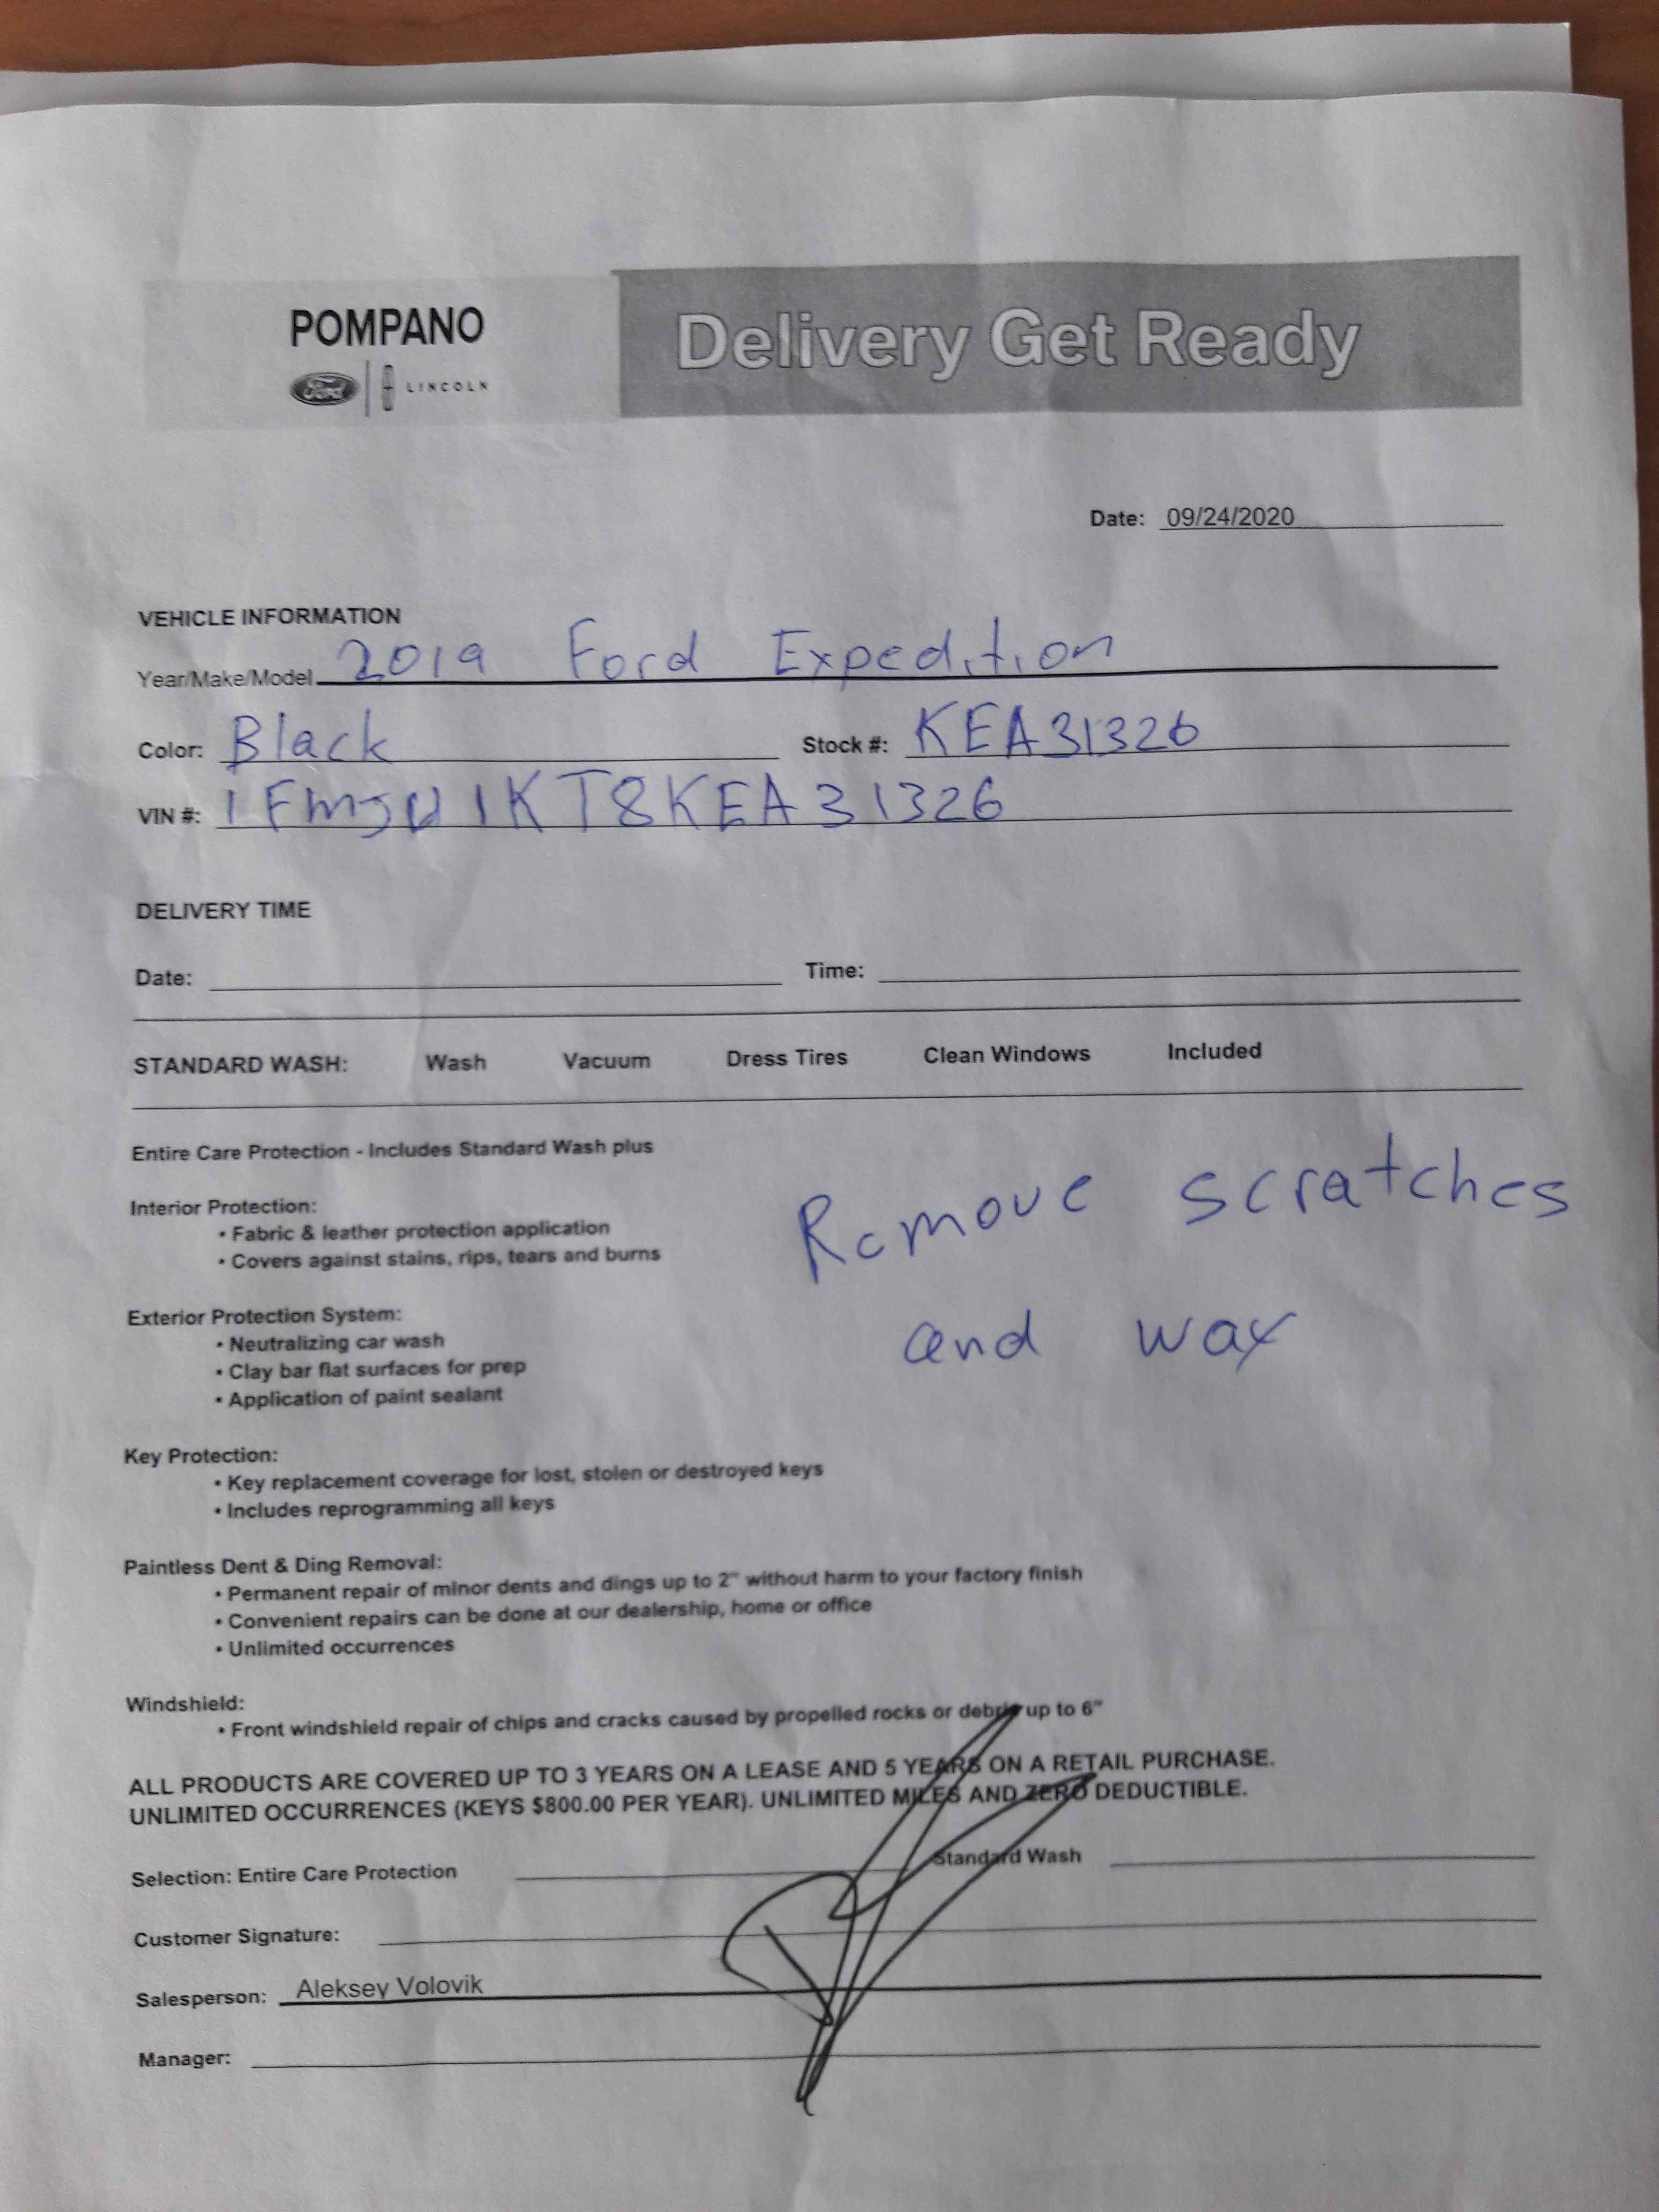 POMPANO
Ford LINCOLN
Delivery Get Ready
Date: 09/24/2020
VEHICLE INFORMATION
Year/Make/Model 2019 Ford Expedition
Color: Black Stock #: KEA31326
VIN #: 1FMJU1KT8KEA31326
DELIVERY TIME
Date: Time:
STANDARD WASH: Wash Vacuum Dress Tires Clean Windows Included
Entire Care Protection - Includes Standard Wash plus
Interior Protection:
• Fabric & leather protection application
• Covers against stains, rips, tears and burns
Remove scratches
and wax
Exterior Protection System:
• Neutralizing car wash
• Clay bar flat surfaces for prep
• Application of paint sealant
Key Protection:
• Key replacement coverage for lost, stolen or destroyed keys
• Includes reprogramming all keys
Paintless Dent & Ding Removal:
• Permanent repair of minor dents and dings up to 2" without harm to your factory finish
• Convenient repairs can be done at our dealership, home or office
• Unlimited occurrences
Windshield:
• Front windshield repair of chips and cracks caused by propelled rocks or debris up to 6"
ALL PRODUCTS ARE COVERED UP TO 3 YEARS ON A LEASE AND 5 YEARS ON A RETAIL PURCHASE.
UNLIMITED OCCURRENCES (KEYS $800.00 PER YEAR). UNLIMITED MILES AND ZERO DEDUCTIBLE.
Selection: Entire Care Protection Standard Wash
Customer Signature:
Salesperson: Aleksey Volovik
Manager: